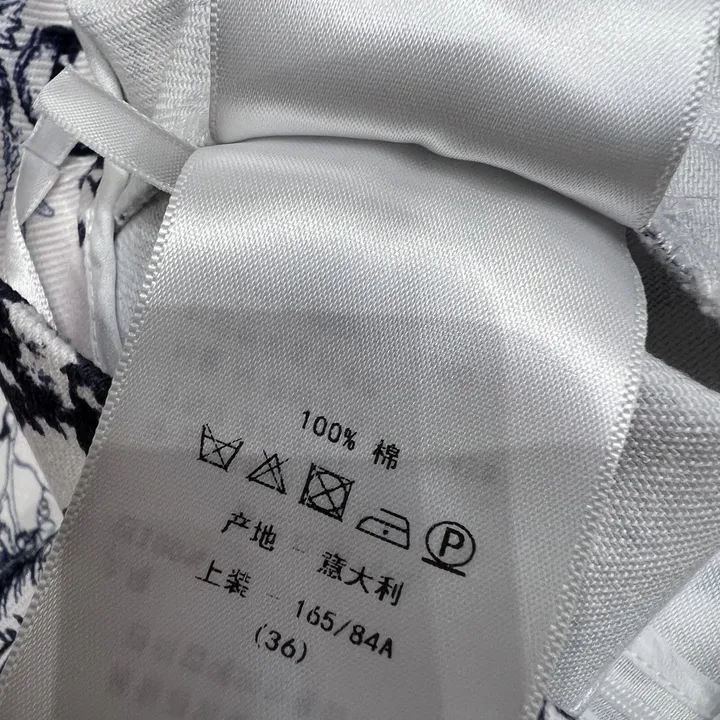 100% 棉
P
产地 - 意大利
上装 - 165/84A
(36)